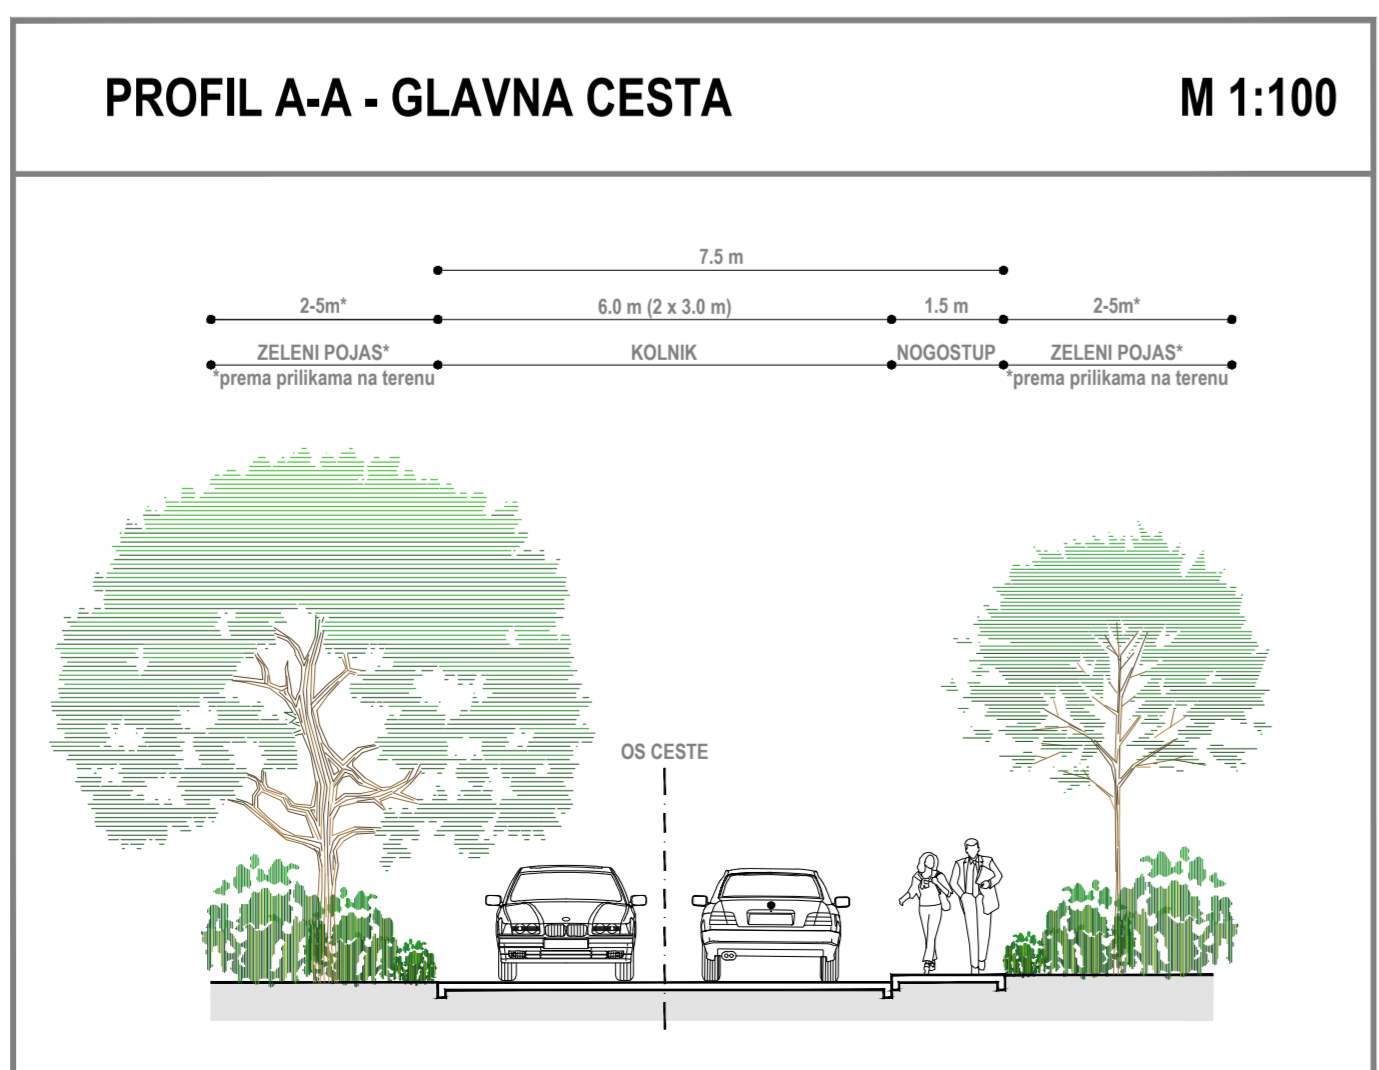 PROFIL A-A - GLAVNA CESTA M 1:100
7.5 m
2-5m* 6.0 m (2 x 3.0 m) 1.5 m 2-5m*
ZELENI POJAS* KOLNIK NOGOSTUP ZELENI POJAS*
*prema prilikama na terenu *prema prilikama na terenu
OS CESTE